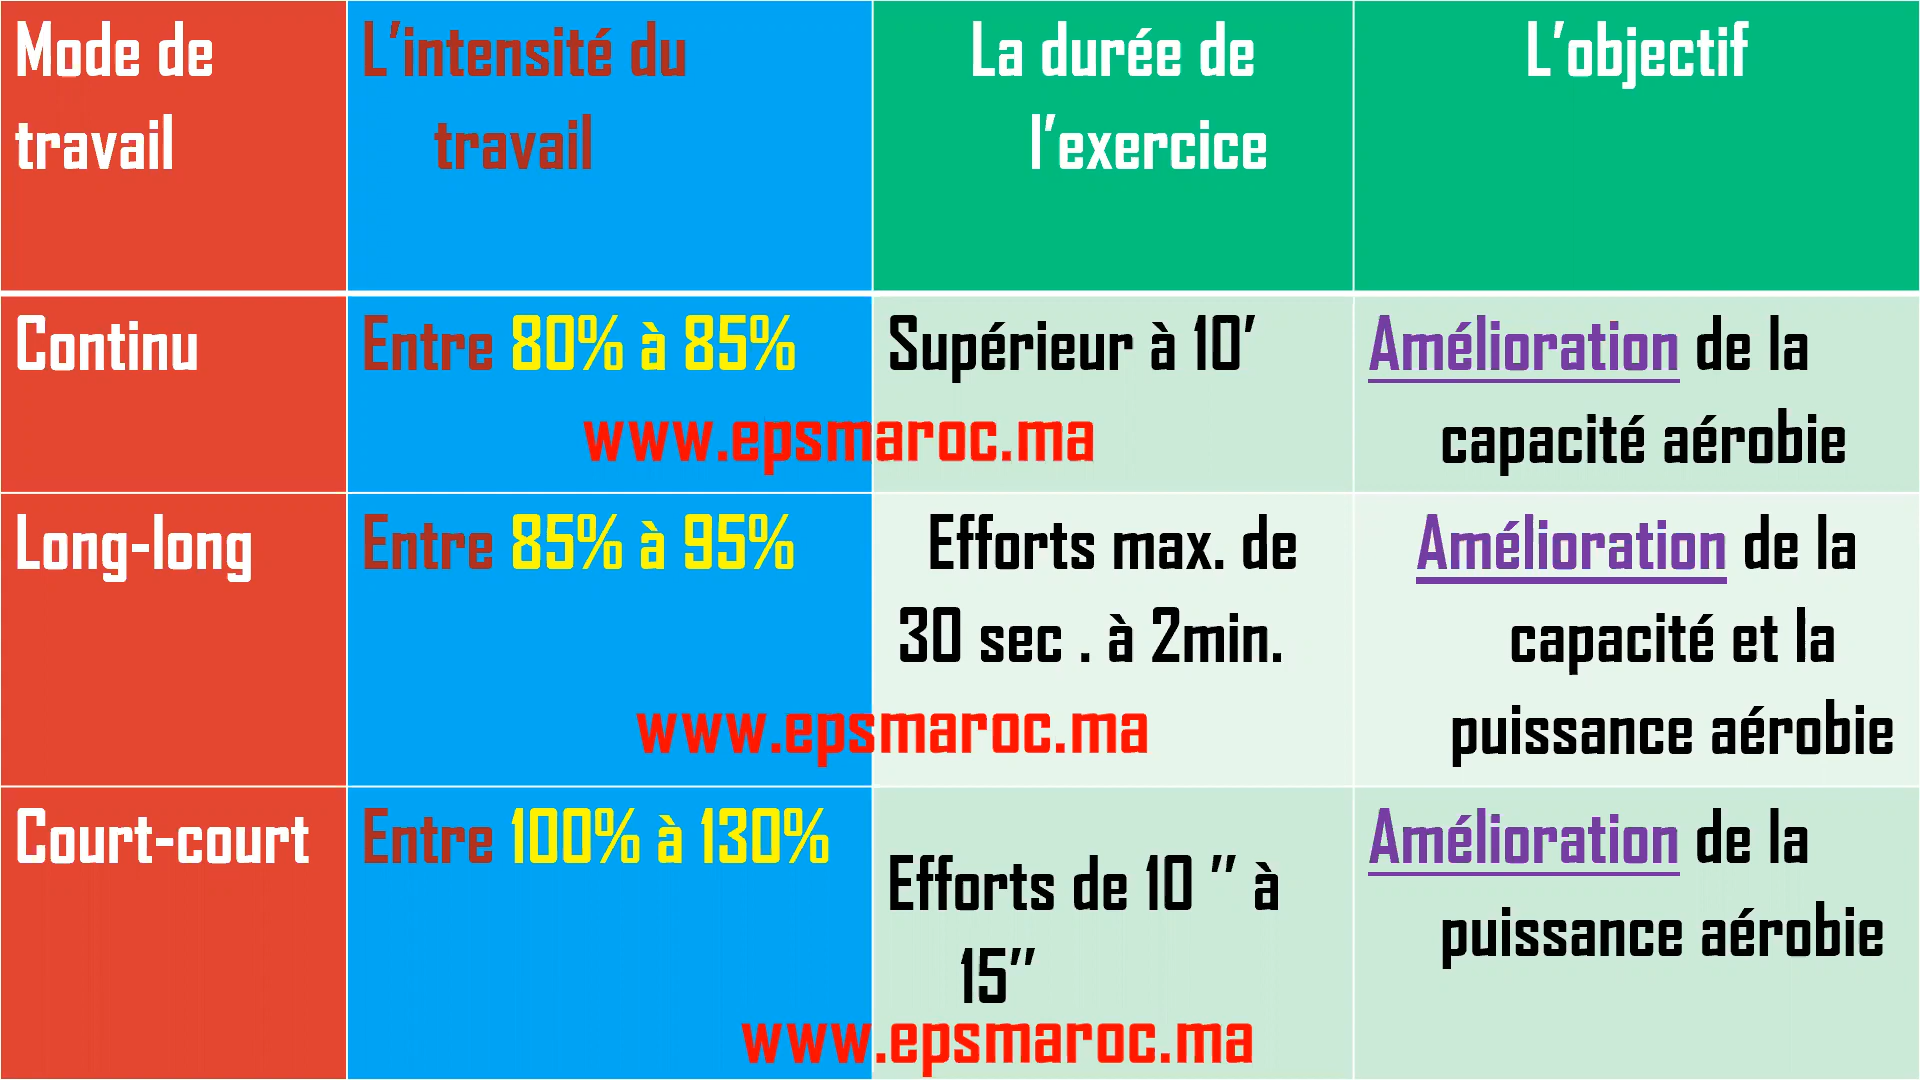 Mode de
travail
L'intensité du
travail
La durée de
l'exercice
L'objectif
Continu
Entre 80% à 85%
Supérieur à 10'
Amélioration de la
capacité aérobie
www.epsmaroc.ma
Long-long
Entre 85% à 95%
Efforts max. de
30 sec . à 2min.
Amélioration de la
capacité et la
puissance aérobie
www.epsmaroc.ma
Court-court
Entre 100% à 130%
Efforts de 10 " à
15"
Amélioration de la
puissance aérobie
www.epsmaroc.ma